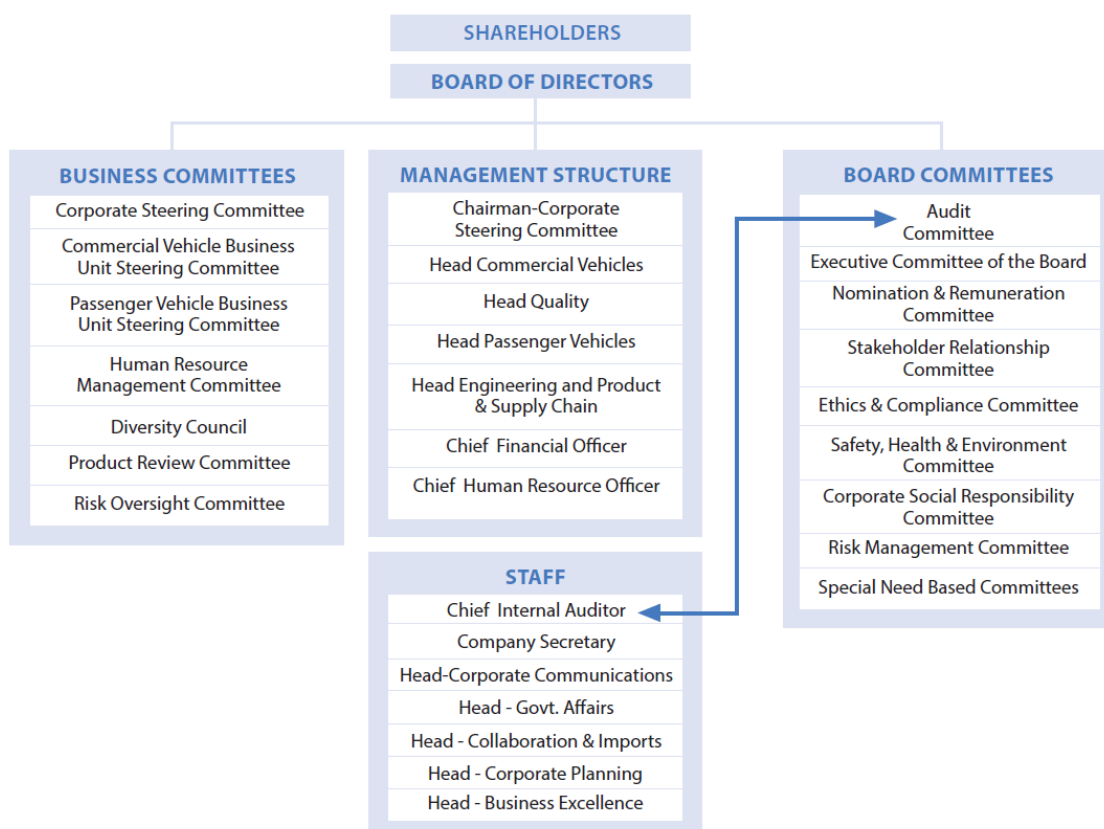 SHAREHOLDERS
BOARD OF DIRECTORS
BUSINESS COMMITTEES
Corporate Steering Committee
Commercial Vehicle Business
Unit Steering Committee
Passenger Vehicle Business
Unit Steering Committee
Human Resource
Management Committee
Diversity Council
Product Review Committee
Risk Oversight Committee
MANAGEMENT STRUCTURE
Chairman-Corporate
Steering Committee
Head Commercial Vehicles
Head Quality
Head Passenger Vehicles
Head Engineering and Product
& Supply Chain
Chief Financial Officer
Chief Human Resource Officer
STAFF
Chief Internal Auditor
Company Secretary
Head-Corporate Communications
Head - Govt. Affairs
Head - Collaboration & Imports
Head - Corporate Planning
Head - Business Excellence
BOARD COMMITTEES
Audit
Committee
Executive Committee of the Board
Nomination & Remuneration
Committee
Stakeholder Relationship
Committee
Ethics & Compliance Committee
Safety, Health & Environment
Committee
Corporate Social Responsibility
Committee
Risk Management Committee
Special Need Based Committees